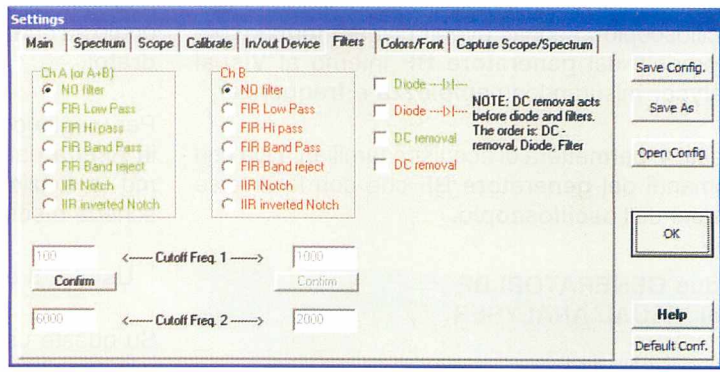 Settings
Main Spectrum Scope Calibrate In/out Device Filters Colors/Font Capture Scope/Spectrum
Ch A (or A+B)
NO filter
FIR Low Pass
FIR Hi pass
FIR Band Pass
FIR Band reject
IIR Notch
IIR inverted Notch
Ch B
NO filter
FIR Low Pass
FIR Hi pass
FIR Band Pass
FIR Band reject
IIR Notch
IIR inverted Notch
Diode ---▷|---
Diode ---▷|---
DC removal
DC removal
NOTE: DC removal acts
before diode and filters.
The order is: DC -
removal, Diode, Filter
100 <----- Cutoff Freq. 1 -----> 1000
Confirm Confirm
6000 <----- Cutoff Freq. 2 -----> 2000
Save Config.
Save As
Open Config
OK
Help
Default Conf.